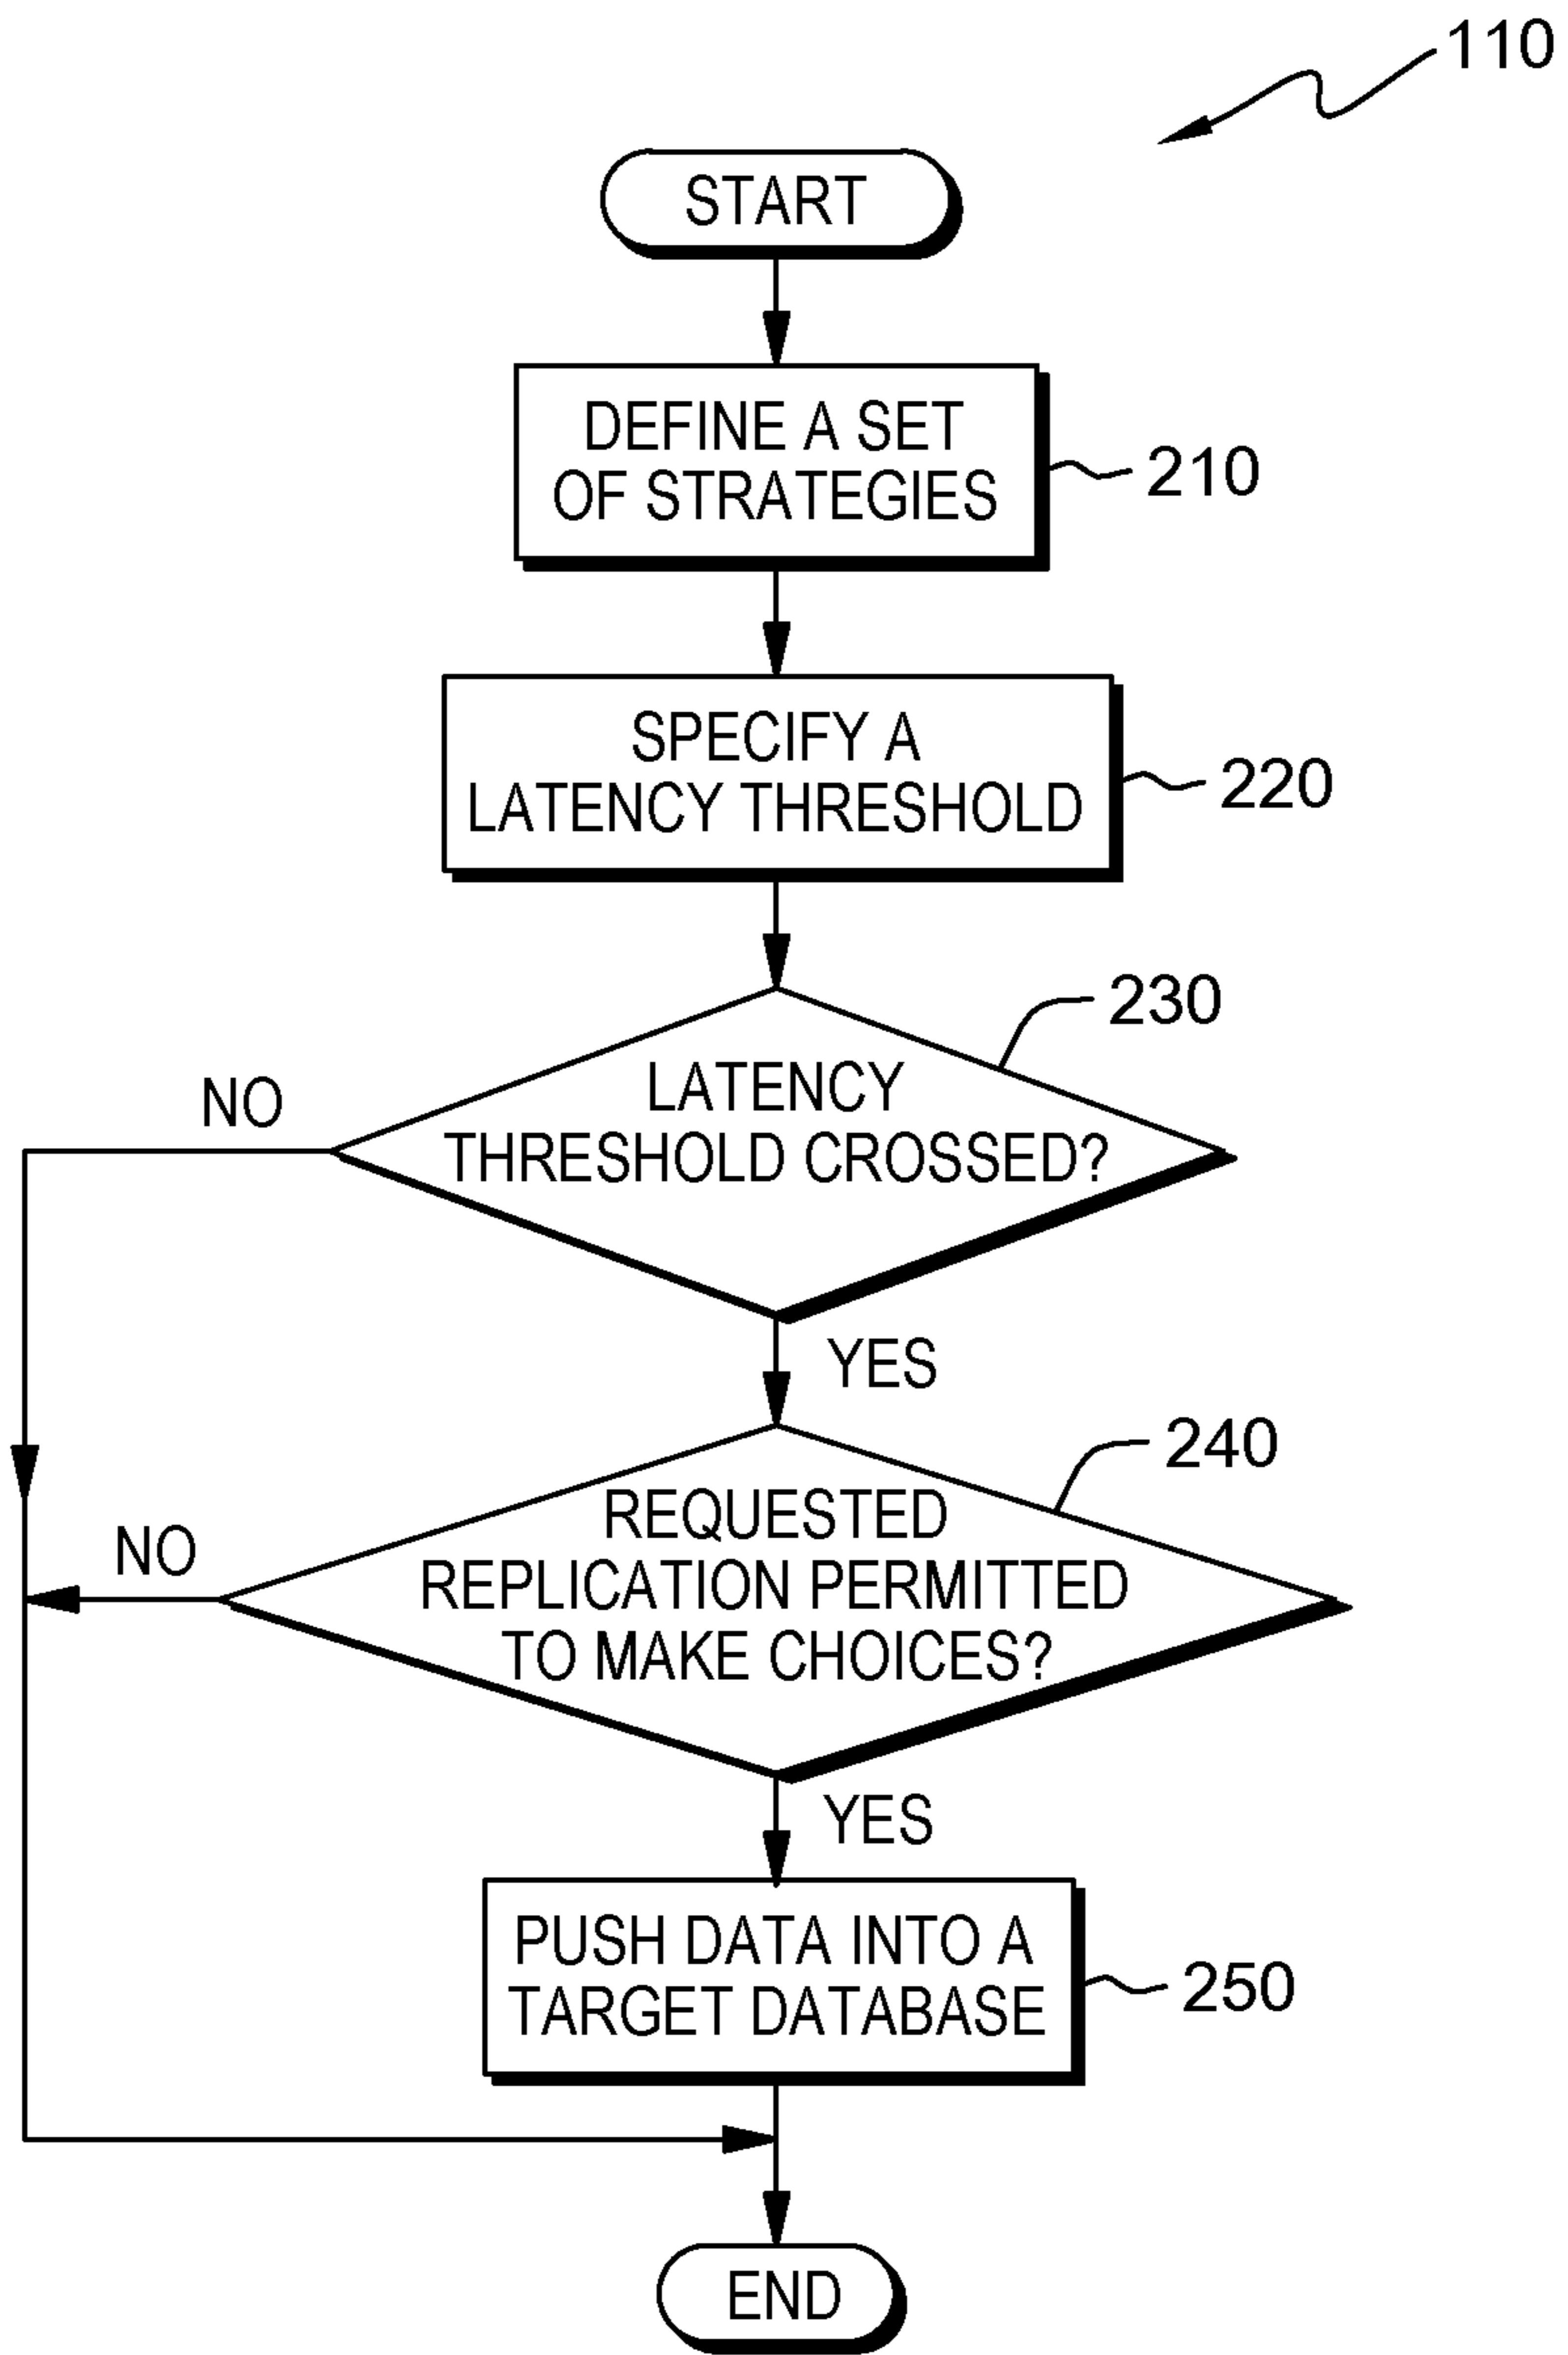 110
START
DEFINE A SET
OF STRATEGIES
210
SPECIFY A
LATENCY THRESHOLD
220
230
LATENCY
THRESHOLD CROSSED?
NO
YES
240
REQUESTED
REPLICATION PERMITTED
TO MAKE CHOICES?
NO
YES
PUSH DATA INTO A
TARGET DATABASE
250
END